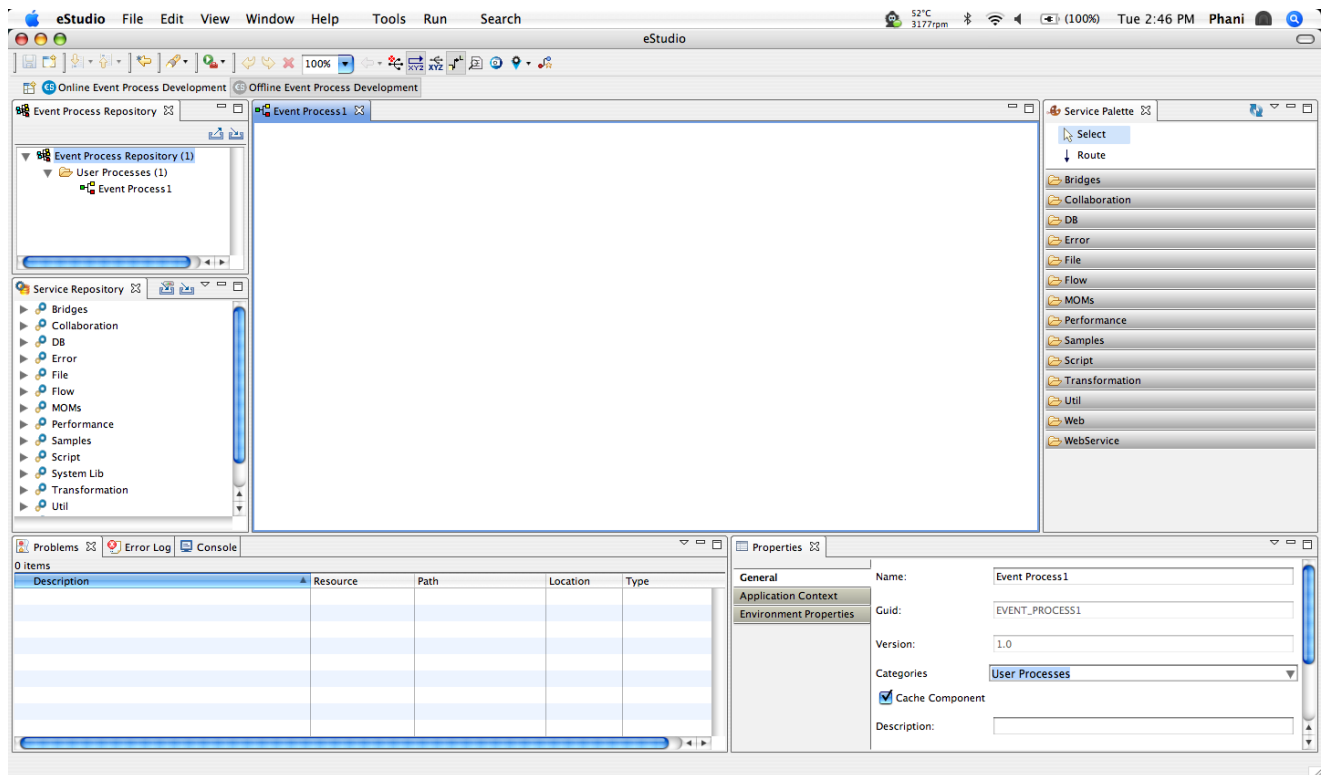 eStudio File Edit View Window Help Tools Run Search 52°C 3177rpm (100%) Tue 2:46 PM Phani
eStudio
100% XYZ XYZ
Online Event Process Development Offline Event Process Development
Event Process Repository
Event Process Repository (1)
User Processes (1)
Event Process1
Service Repository
Bridges
Collaboration
DB
Error
File
Flow
MOMs
Performance
Samples
Script
System Lib
Transformation
Util
Event Process1
Service Palette
Select
Route
Bridges
Collaboration
DB
Error
File
Flow
MOMs
Performance
Samples
Script
Transformation
Util
Web
WebService
Problems Error Log Console
0 items
Description Resource Path Location Type
Properties
General
Application Context
Environment Properties
Name: Event Process1
Guid: EVENT_PROCESS1
Version: 1.0
Categories User Processes
Cache Component
Description: